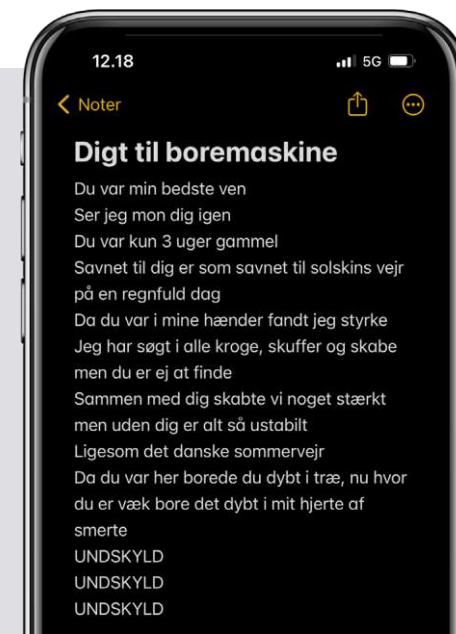 12.18
5G
Noter
Digt til boremaskine
Du var min bedste ven
Ser jeg mon dig igen
Du var kun 3 uger gammel
Savnet til dig er som savnet til solskins vejr
på en regnfuld dag
Da du var i mine hænder fandt jeg styrke
Jeg har søgt i alle kroge, skuffer og skabe
men du er ej at finde
Sammen med dig skabte vi noget stærkt
men uden dig er alt så ustabilt
Ligesom det danske sommervejr
Da du var her borede du dybt i træ, nu hvor
du er væk bore det dybt i mit hjerte af
smerte
UNDSKYLD
UNDSKYLD
UNDSKYLD